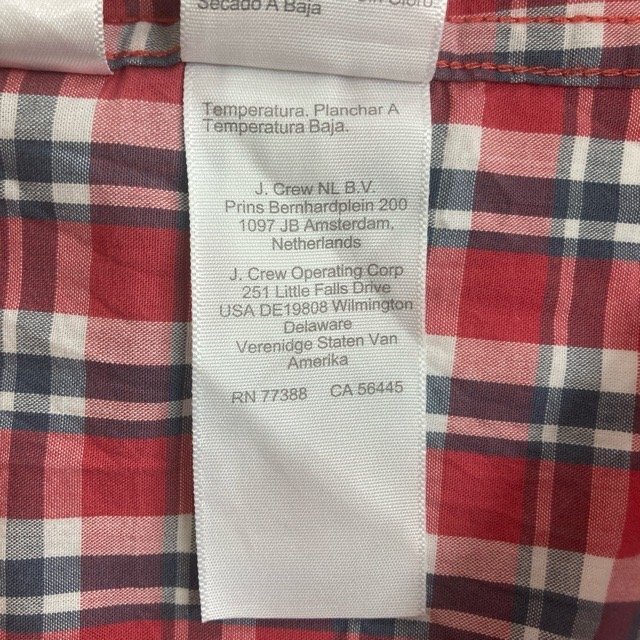 Secado A Baja
Temperatura. Planchar A
Temperatura Baja.
J. Crew NL B.V.
Prins Bernhardplein 200
1097 JB Amsterdam,
Netherlands
J. Crew Operating Corp
251 Little Falls Drive
USA DE19808 Wilmington
Delaware
Verenidge Staten Van
Amerika
RN 77388 CA 56445